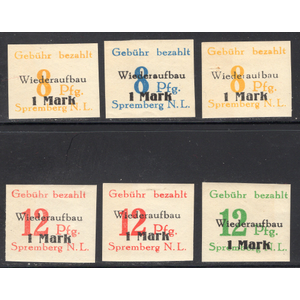 Gebühr bezahlt
8 Pfg.
Wiederaufbau
1 Mark
Spremberg N.L.
Gebühr bezahlt
8 Pfg.
Wiederaufbau
1 Mark
Spremberg N.L.
Gebühr bezahlt
8 Pfg.
Wiederaufbau
1 Mark
Spremberg N.L.
Gebühr bezahlt
12 Pfg.
Wiederaufbau
1 Mark
Spremberg N.L.
Gebühr bezahlt
12 Pfg.
Wiederaufbau
1 Mark
Spremberg N.L.
Gebühr bezahlt
12 Pfg.
Wiederaufbau
1 Mark
Spremberg N.L.